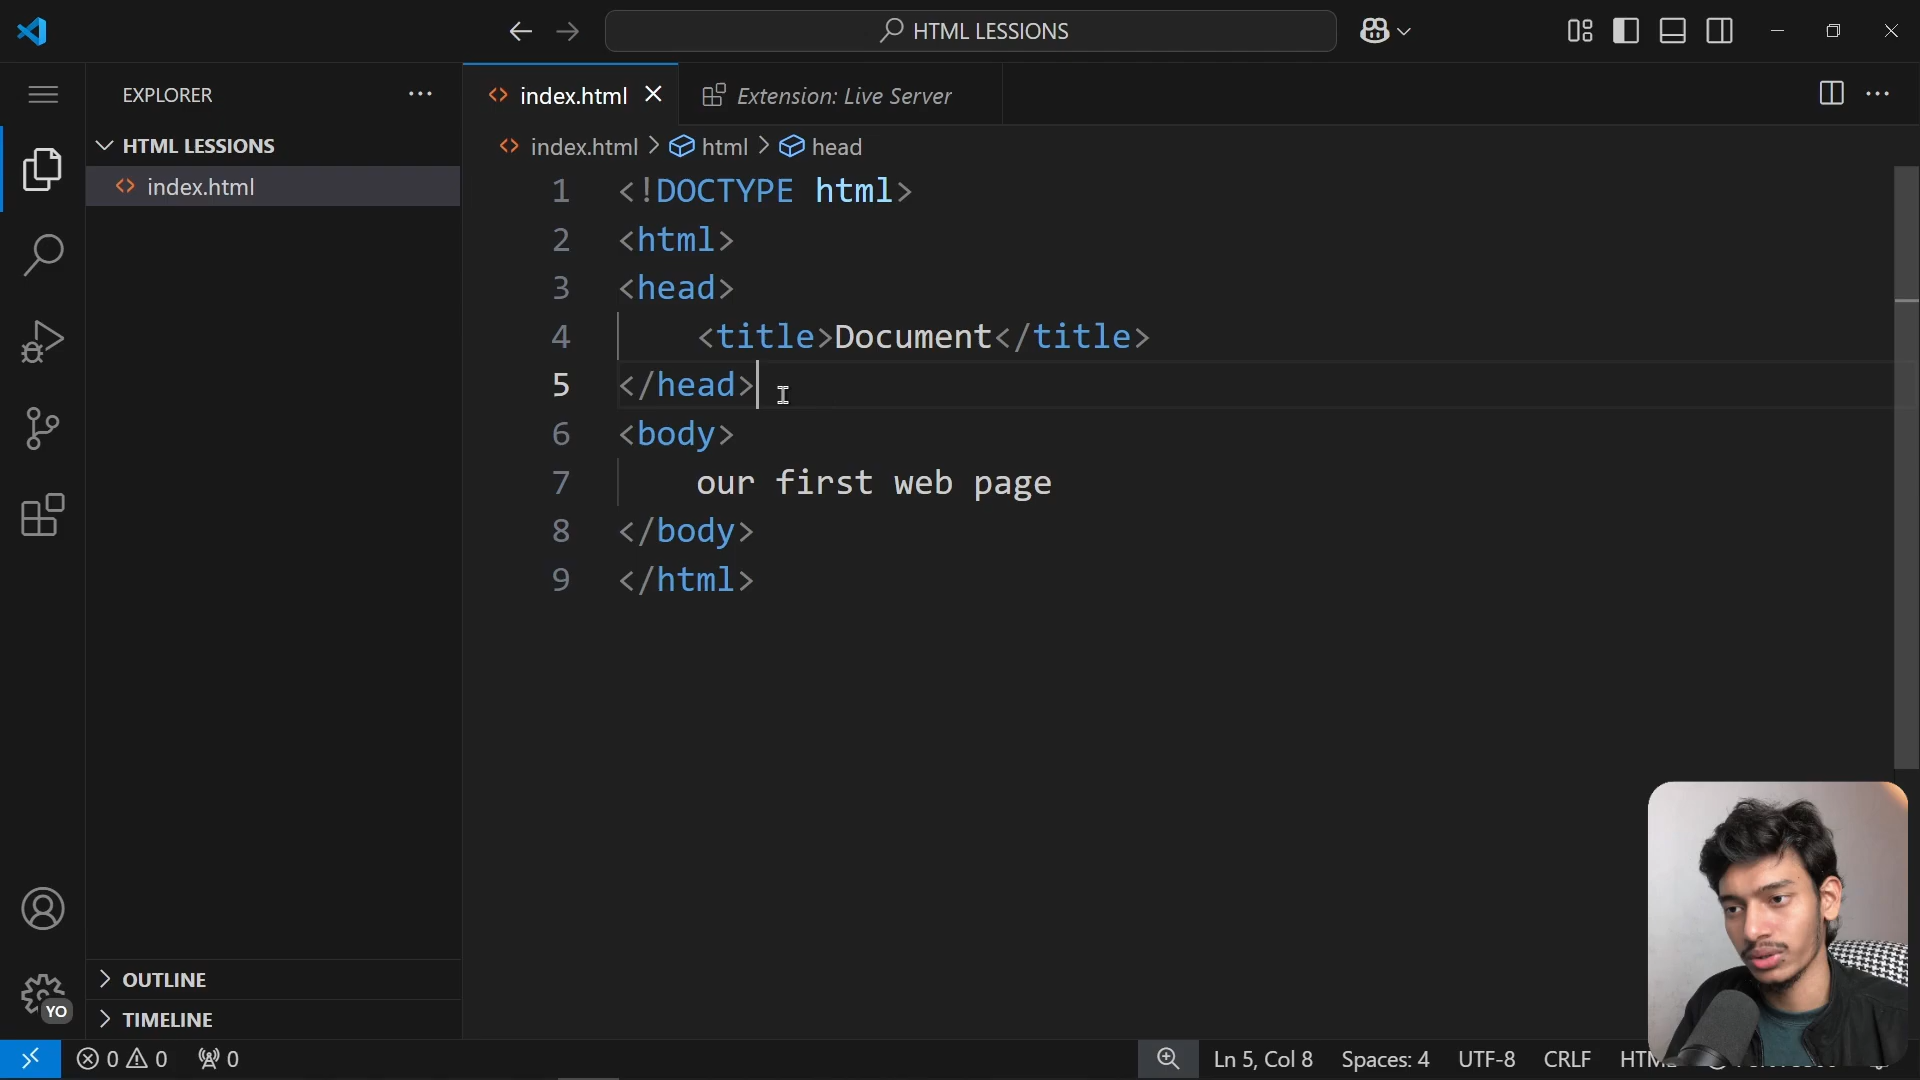 HTML LESSIONS
EXPLORER
HTML LESSIONS
index.html
index.html
Extension: Live Server
index.html > html > head
1 <!DOCTYPE html>
2 <html>
3 <head>
4     <title>Document</title>
5 </head>
6 <body>
7     our first web page
8 </body>
9 </html>
OUTLINE
TIMELINE
YO
0 0 0
Ln 5, Col 8 Spaces: 4 UTF-8 CRLF